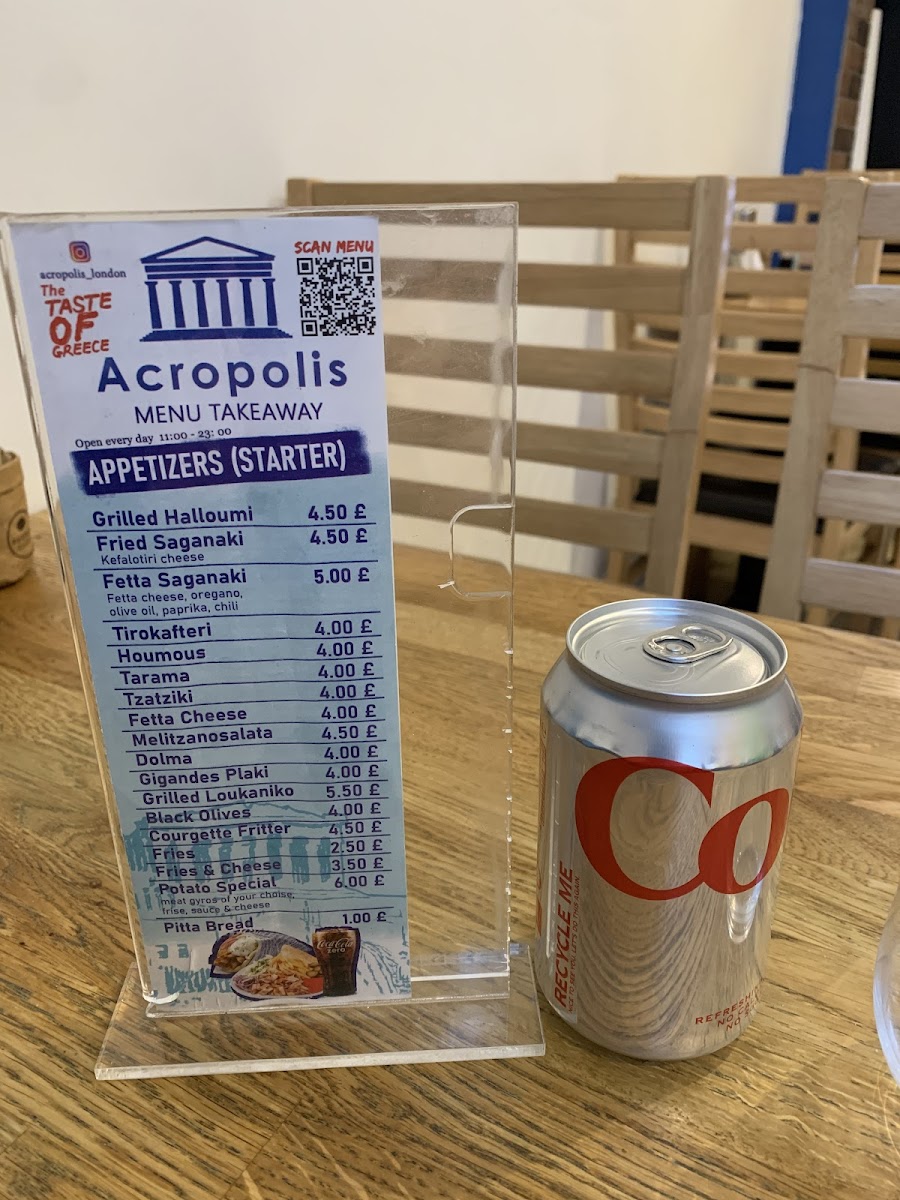 acropolis_london
The
TASTE
OF
GREECE
SCAN MENU
Acropolis
MENU TAKEAWAY
Open every day 11:00 - 23: 00
APPETIZERS (STARTER)
Grilled Halloumi 4.50 £
Fried Saganaki 4.50 £
Kefalotiri cheese
Fetta Saganaki 5.00 £
Fetta cheese, oregano,
olive oil, paprika, chili
Tirokafteri 4.00 £
Houmous 4.00 £
Tarama 4.00 £
Tzatziki 4.00 £
Fetta Cheese 4.00 £
Melitzanosalata 4.50 £
Dolma 4.00 £
Gigandes Plaki 4.00 £
Grilled Loukaniko 5.50 £
Black Olives 4.00 £
Courgette Fritter 4.50 £
Fries 2.50 £
Fries & Cheese 3.50 £
Potato Special 6.00 £
meat gyros of your choise,
frise, sauce & cheese
Pitta Bread 1.00 £
Coca-Cola
ZERO
Co
RECYCLE ME